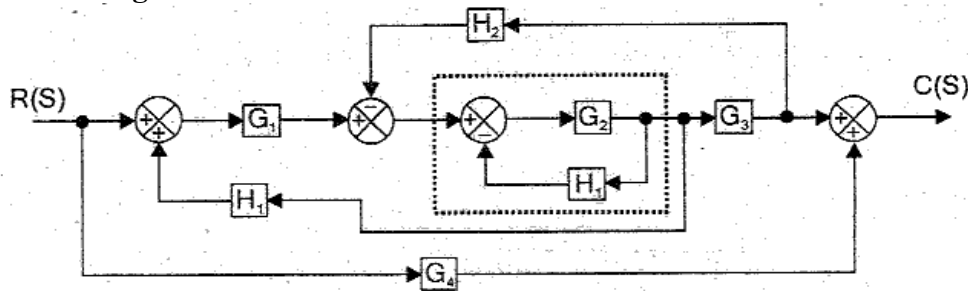 H₂
R(S)
C(S)
+
+
G₁
−
+
+
−
G₂
G₃
+
+
H₁
H₁
G₄